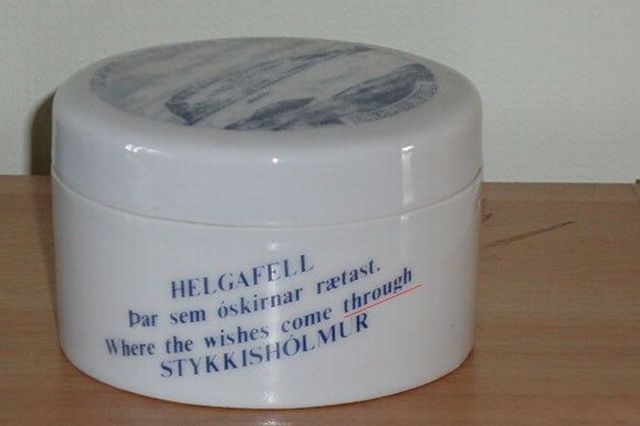 HELGAFELL
Þar sem óskirnar rætast.
Where the wishes come through
STYKKISHÓLMUR